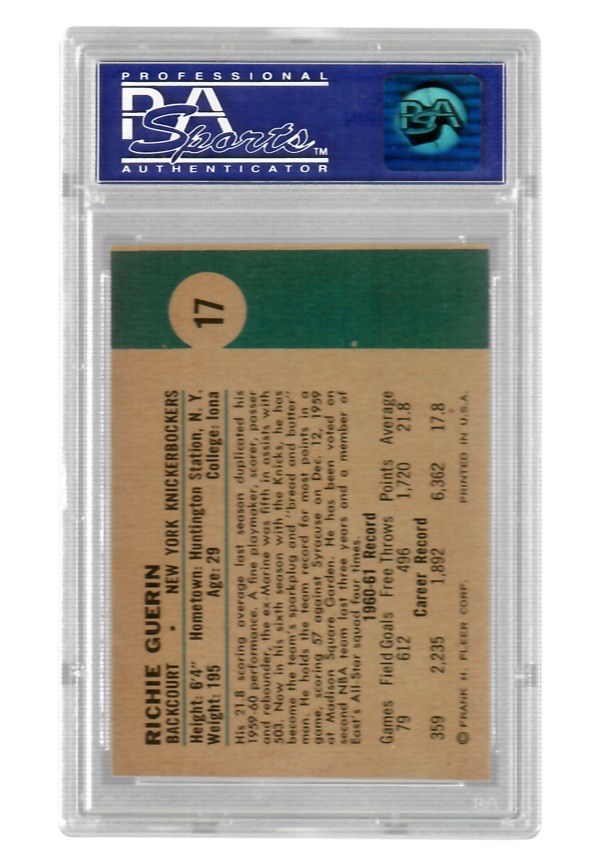 PROFESSIONAL
PSA
Sports TM
AUTHENTICATOR
PSA
17
RICHIE GUERIN
BACKCOURT • NEW YORK KNICKERBOCKERS
Height: 6'4" Hometown: Huntington Station, N. Y.
Weight: 195 Age: 29 College: Iona
His 21.8 scoring average last season duplicated his
1959-60 performance. A fine playmaker, scorer, passer
and rebounder, the ex-Marine was fifth in assists with
503. Now in his sixth season with the Knicks, he has
become the team's sparkplug and "bread and butter"
man. He holds the team record for most points in a
game, scoring 57 against Syracuse on Dec. 12, 1959
at Madison Square Garden. He has been voted on
second NBA team last three years and a member of
East's All-Star squad four times.
1960-61 Record
Games Field Goals Free Throws Points Average
79 612 496 1,720 21.8
Career Record
359 2,235 1,892 6,362 17.8
© FRANK H. FLEER CORP. PRINTED IN U.S.A.